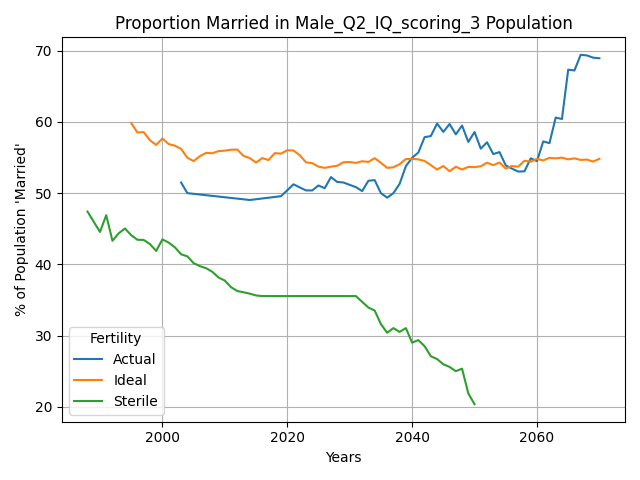 Proportion Married in Male_Q2_IQ_scoring_3 Population
% of Population 'Married'
70
60
50
40
30
20
Fertility
Actual
Ideal
Sterile
2000
2020
2040
2060
Years